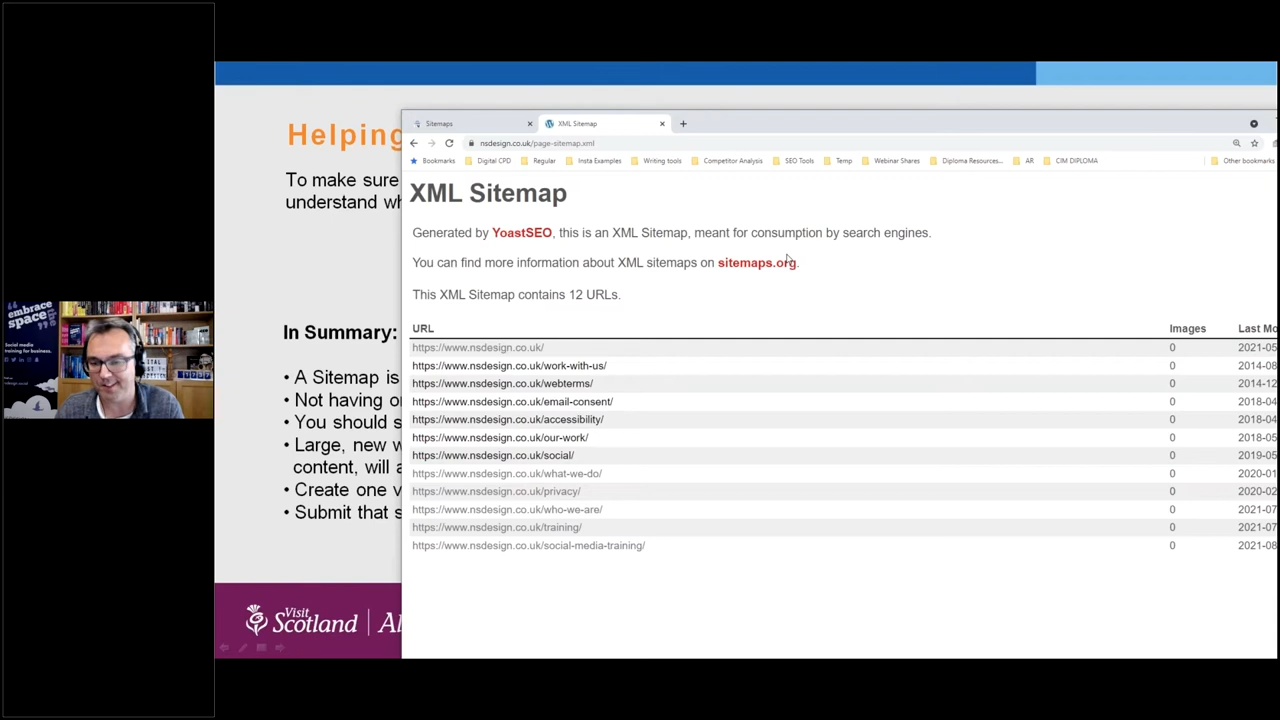 Helping
To make sure
understand wh
In Summary:
• A Sitemap is
• Not having or
• You should s
• Large, new w
content, will a
• Create one v
• Submit that s
Visit
Scotland
Al
embrace
the
space
Social media
training for business.
Sitemaps
XML Sitemap
nsdesign.co.uk/page-sitemap.xml
Bookmarks Digital CPD Regular Insta Examples Writing tools Competitor Analysis SEO Tools Temp Webinar Shares Diploma Resources... AR CIM DIPLOMA Other bookmarks
XML Sitemap
Generated by YoastSEO, this is an XML Sitemap, meant for consumption by search engines.
You can find more information about XML sitemaps on sitemaps.org.
This XML Sitemap contains 12 URLs.
URL Images Last Mo
https://www.nsdesign.co.uk/ 0 2021-05
https://www.nsdesign.co.uk/work-with-us/ 0 2014-08
https://www.nsdesign.co.uk/webterms/ 0 2014-12
https://www.nsdesign.co.uk/email-consent/ 0 2018-04
https://www.nsdesign.co.uk/accessibility/ 0 2018-04
https://www.nsdesign.co.uk/our-work/ 0 2018-05
https://www.nsdesign.co.uk/social/ 0 2019-05
https://www.nsdesign.co.uk/what-we-do/ 0 2020-01
https://www.nsdesign.co.uk/privacy/ 0 2020-02
https://www.nsdesign.co.uk/who-we-are/ 0 2021-07
https://www.nsdesign.co.uk/training/ 0 2021-07
https://www.nsdesign.co.uk/social-media-training/ 0 2021-08